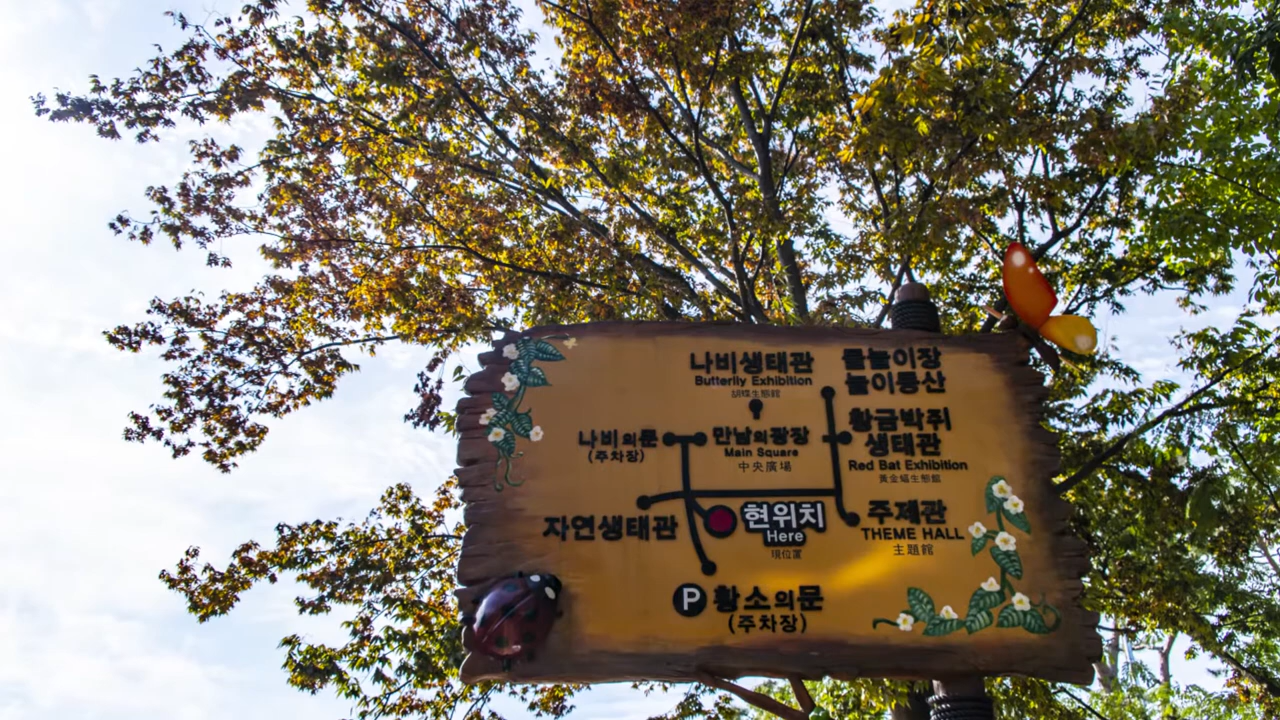 나비생태관
Butterfly Exhibition
胡蝶生態館
물놀이장
놀이동산
나비의문
(주차장)
만남의광장
Main Square
中央廣場
황금박쥐
생태관
Red Bat Exhibition
黃金蝠生態館
자연생태관
현위치
Here
現位置
주제관
THEME HALL
主題館
P 황소의문
(주차장)